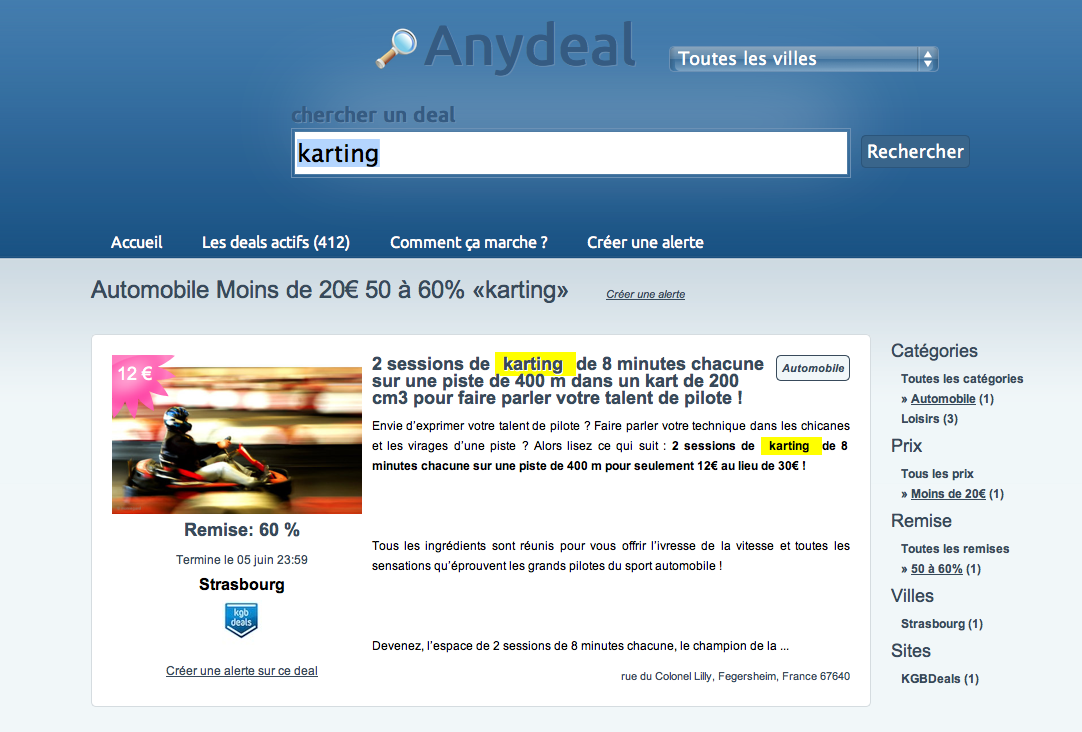 Anydeal
Toutes les villes
chercher un deal
karting
Rechercher
Accueil
Les deals actifs (412)
Comment ça marche ?
Créer une alerte
Automobile Moins de 20€ 50 à 60% «karting»
Créer une alerte
12 €
Remise: 60 %
Termine le 05 juin 23:59
Strasbourg
kgb
deals
Créer une alerte sur ce deal
2 sessions de karting de 8 minutes chacune
sur une piste de 400 m dans un kart de 200
cm3 pour faire parler votre talent de pilote !
Automobile
Envie d’exprimer votre talent de pilote ? Faire parler votre technique dans les chicanes
et les virages d’une piste ? Alors lisez ce qui suit : 2 sessions de karting de 8
minutes chacune sur une piste de 400 m pour seulement 12€ au lieu de 30€ !
Tous les ingrédients sont réunis pour vous offrir l’ivresse de la vitesse et toutes les
sensations qu’éprouvent les grands pilotes du sport automobile !
Devenez, l’espace de 2 sessions de 8 minutes chacune, le champion de la ...
rue du Colonel Lilly, Fegersheim, France 67640
Catégories
Toutes les catégories
» Automobile (1)
Loisirs (3)
Prix
Tous les prix
» Moins de 20€ (1)
Remise
Toutes les remises
» 50 à 60% (1)
Villes
Strasbourg (1)
Sites
KGBDeals (1)